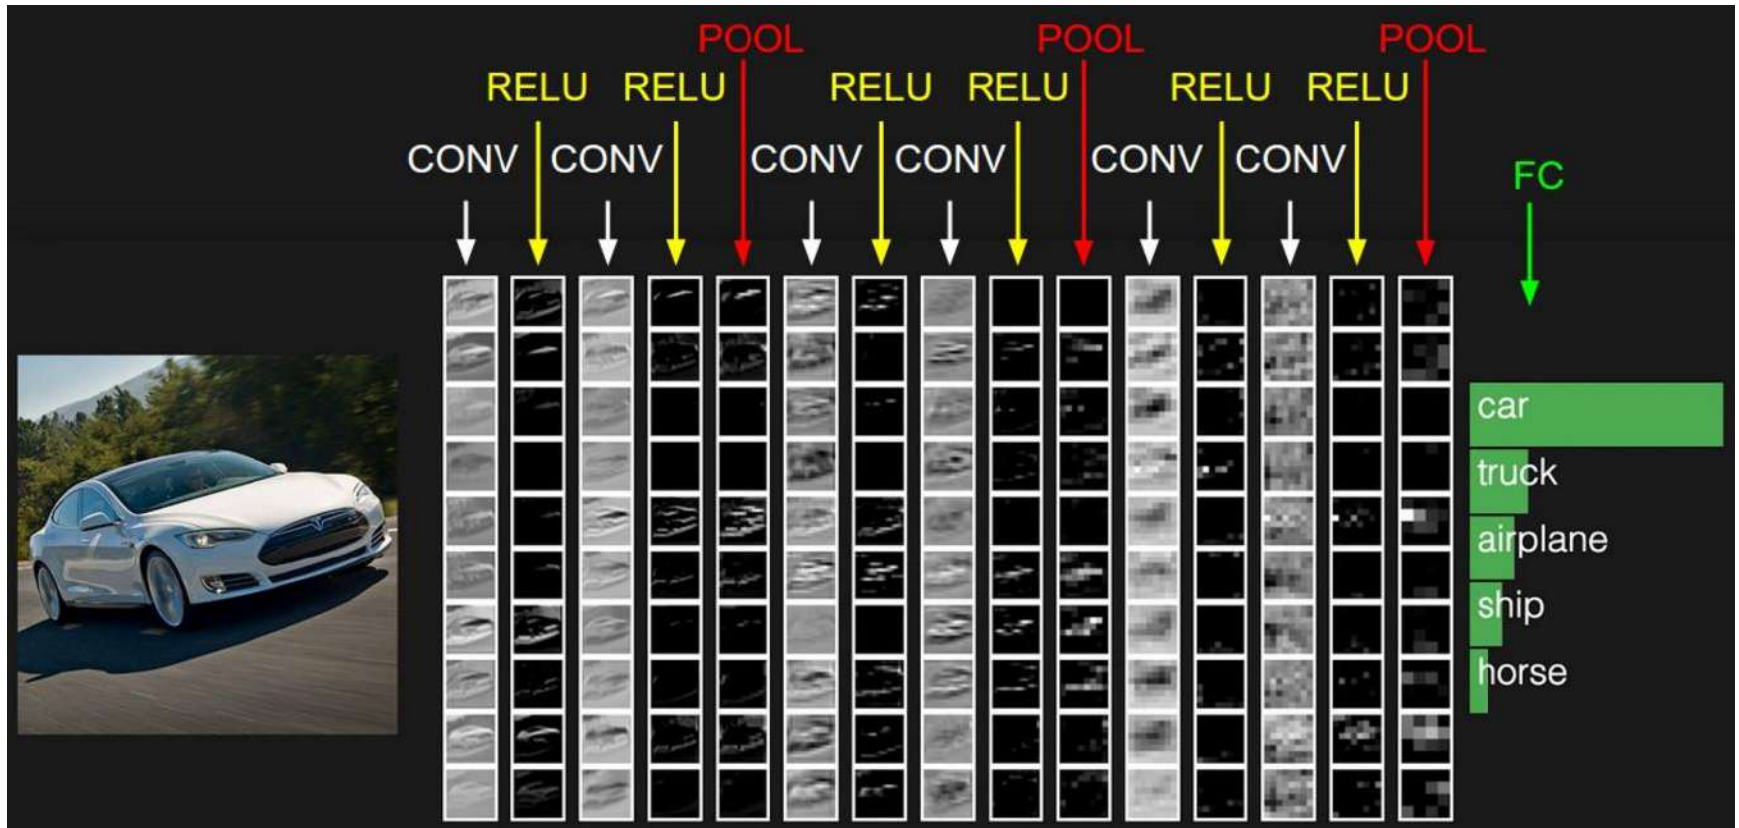 POOL POOL POOL
RELU RELU RELU RELU RELU RELU
CONV CONV CONV CONV CONV CONV
FC
car
truck
airplane
ship
horse